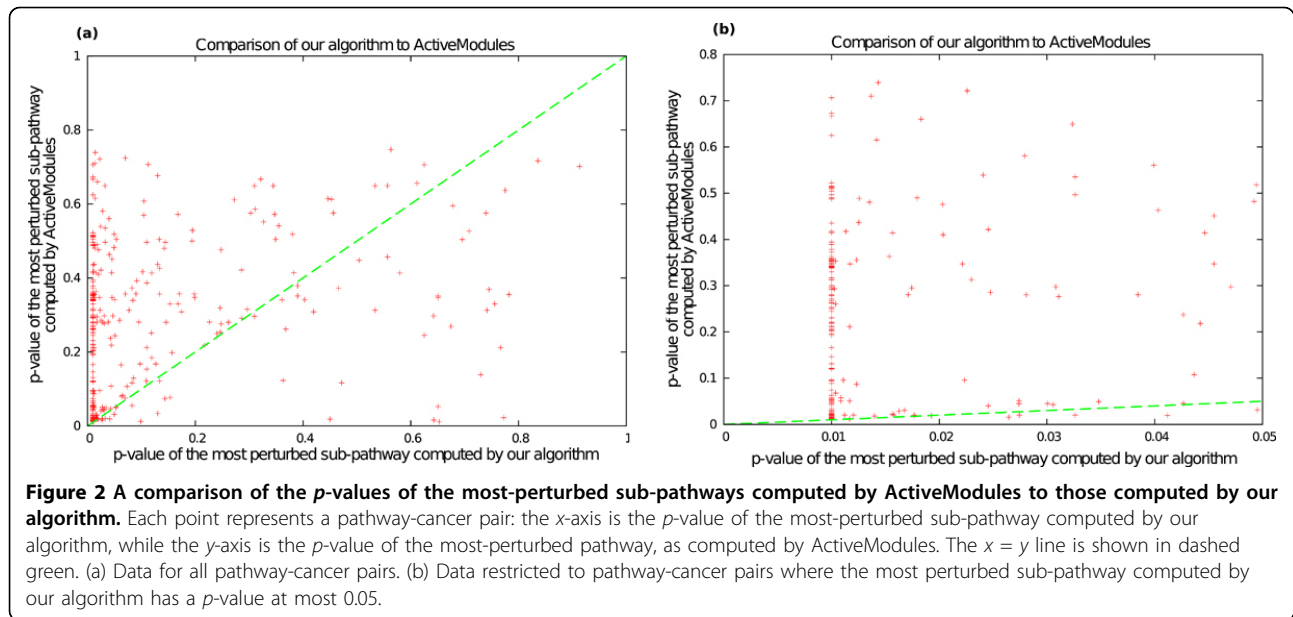 (a)
Comparison of our algorithm to ActiveModules
1
0.8
0.6
0.4
0.2
0
0
0.2
0.4
0.6
0.8
1
p-value of the most perturbed sub-pathway
computed by ActiveModules
p-value of the most perturbed sub-pathway computed by our algorithm
(b)
Comparison of our algorithm to ActiveModules
0.8
0.7
0.6
0.5
0.4
0.3
0.2
0.1
0
0
0.01
0.02
0.03
0.04
0.05
p-value of the most perturbed sub-pathway
computed by ActiveModules
p-value of the most perturbed sub-pathway computed by our algorithm
Figure 2 A comparison of the p-values of the most-perturbed sub-pathways computed by ActiveModules to those computed by our
algorithm. Each point represents a pathway-cancer pair: the x-axis is the p-value of the most-perturbed sub-pathway computed by our
algorithm, while the y-axis is the p-value of the most-perturbed pathway, as computed by ActiveModules. The x = y line is shown in dashed
green. (a) Data for all pathway-cancer pairs. (b) Data restricted to pathway-cancer pairs where the most perturbed sub-pathway computed by
our algorithm has a p-value at most 0.05.